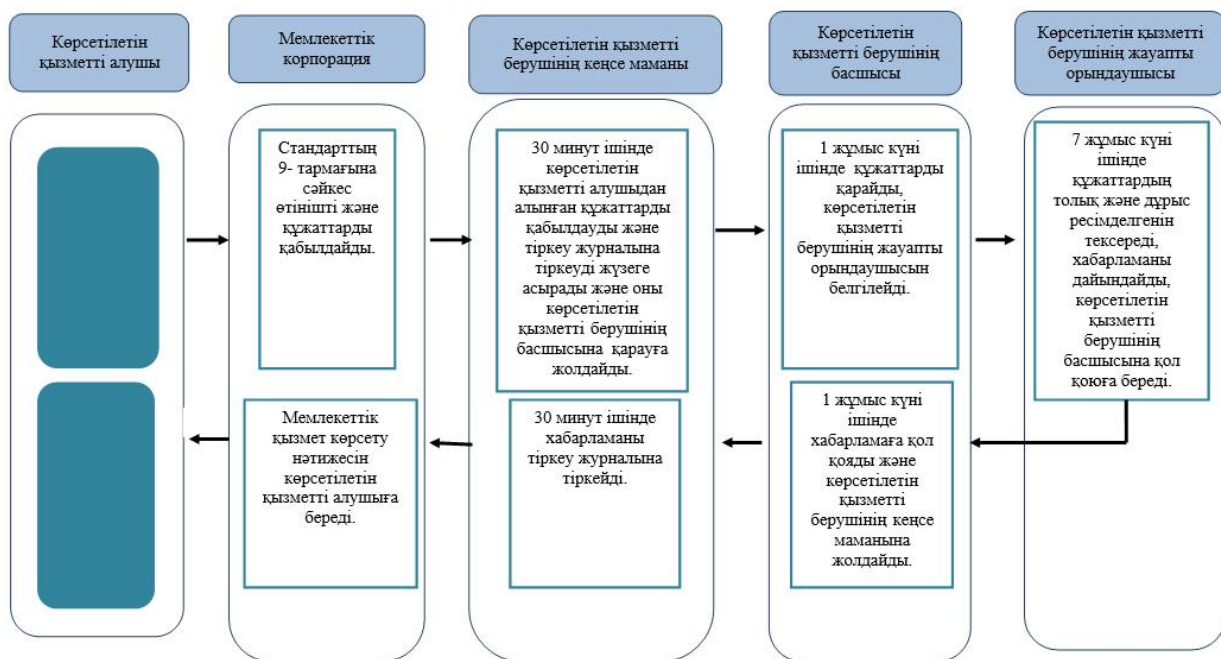 Көрсетілетін
қызметті алушы
Мемлекеттік
корпорация
Көрсетілетін қызметті
берушінің кеңсе маманы
Көрсетілетін
қызметті берушінің
басшысы
Көрсетілетін қызметті
берушінің жауапты
орындаушысы
Стандарттың
9- тармағына
сәйкес
өтінішті және
құжаттарды
қабылдайды.
30 минут ішінде
көрсетілетін
қызметті алушыдан
алынған құжаттарды
қабылдауды және
тіркеу журналына
тіркеуді жүзеге
асырады және оны
көрсетілетін
қызметті берушінің
басшысына қарауға
жолдайды.
1 жұмыс күні
ішінде құжаттарды
қарайды,
көрсетілетін
қызметті
берушінің жауапты
орындаушысын
белгілейді.
7 жұмыс күні
ішінде
құжаттардың
толық және дұрыс
ресімделгенін
тексереді,
хабарламаны
дайындайды,
көрсетілетін
қызметті
берушінің
басшысына қол
қоюға береді.
Мемлекеттік
қызмет көрсету
нәтижесін
көрсетілетін
қызметті алушыға
береді.
30 минут ішінде
хабарламаны
тіркеу журналына
тіркейді.
1 жұмыс күні
ішінде
хабарламаға қол
қояды және
көрсетілетін
қызметті
берушінің кеңсе
маманына
жолдайды.